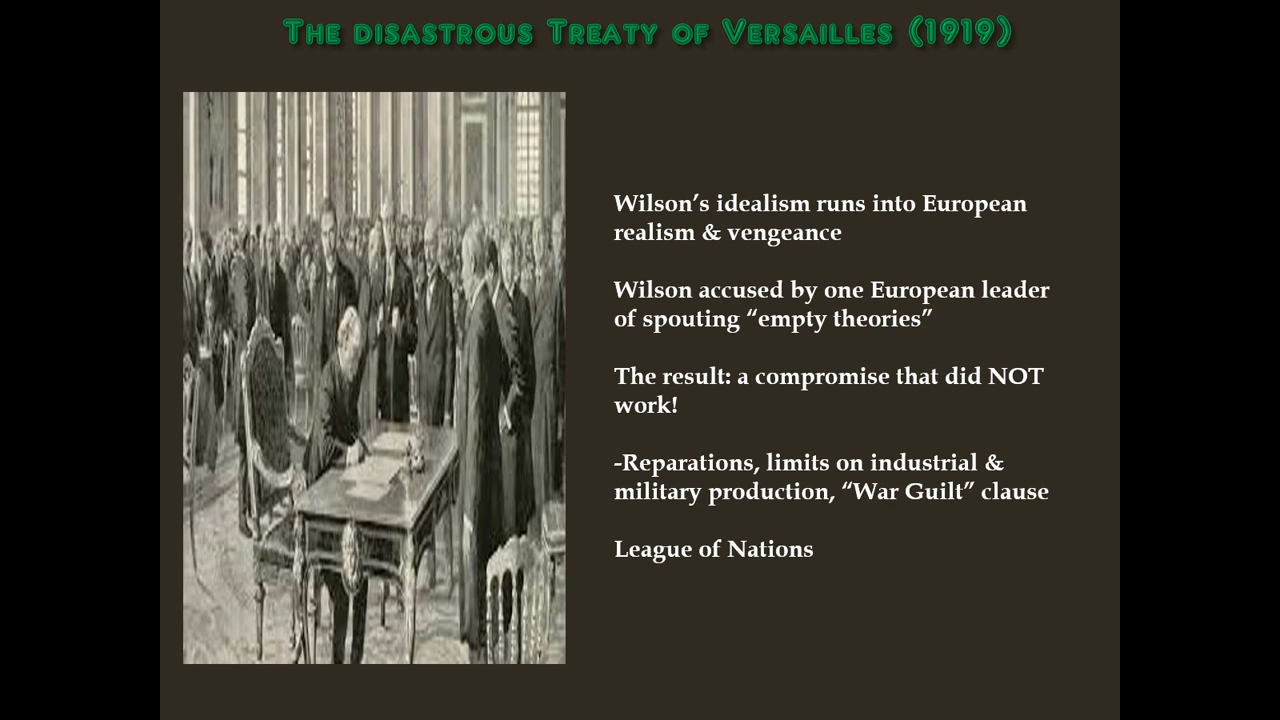 The disastrous Treaty of Versailles (1919)
Wilson’s idealism runs into European
realism & vengeance
Wilson accused by one European leader
of spouting “empty theories”
The result: a compromise that did NOT
work!
-Reparations, limits on industrial &
military production, “War Guilt” clause
League of Nations